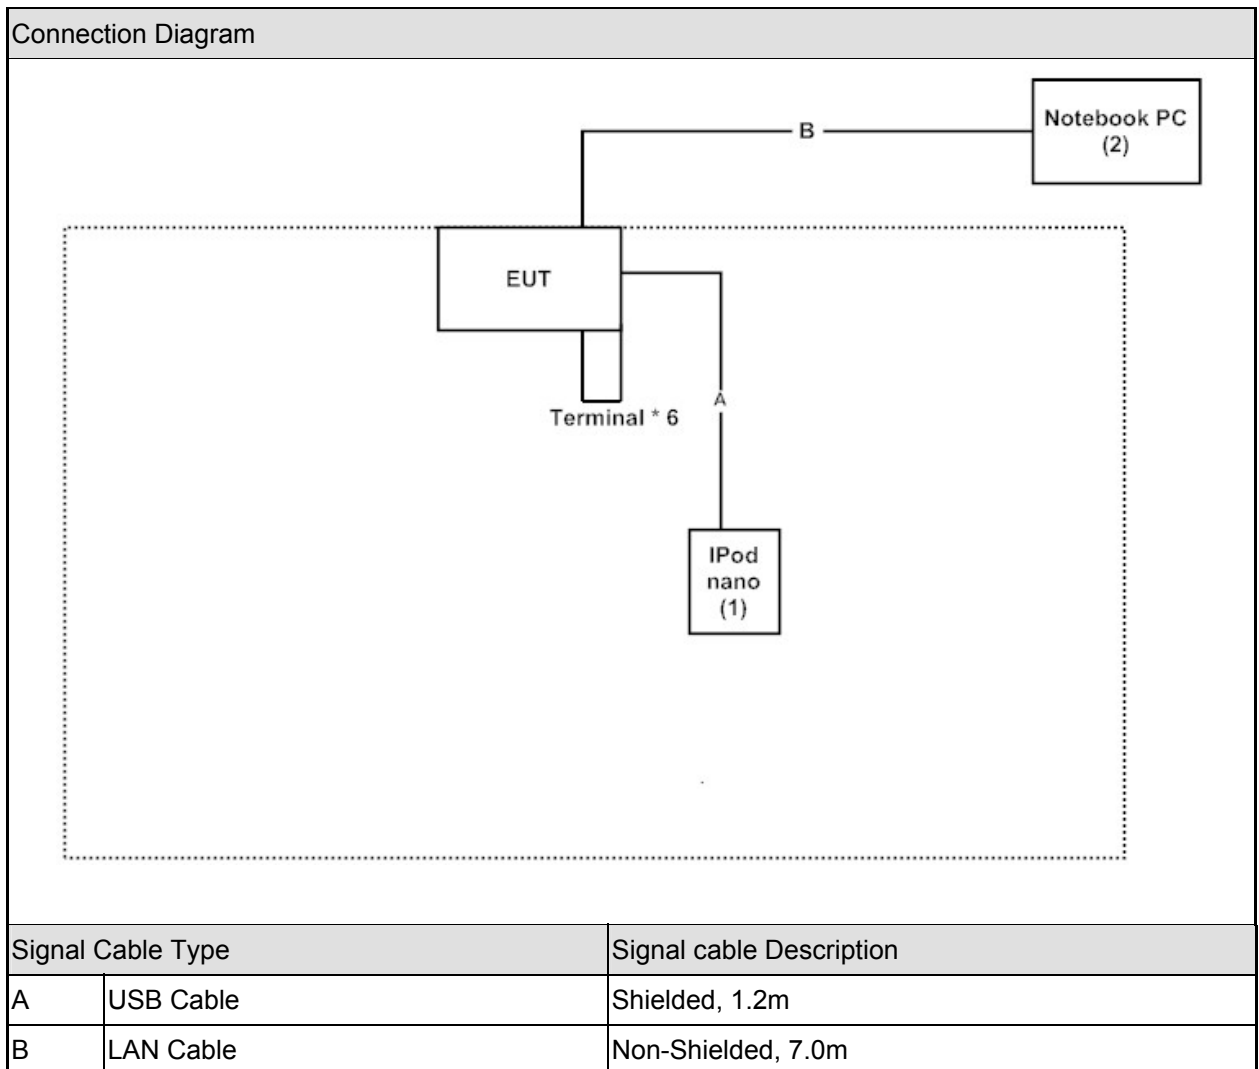 Connection Diagram
B
Notebook PC
(2)
EUT
A
Terminal * 6
IPod
nano
(1)
Signal Cable Type Signal cable Description
A USB Cable Shielded, 1.2m
B LAN Cable Non-Shielded, 7.0m